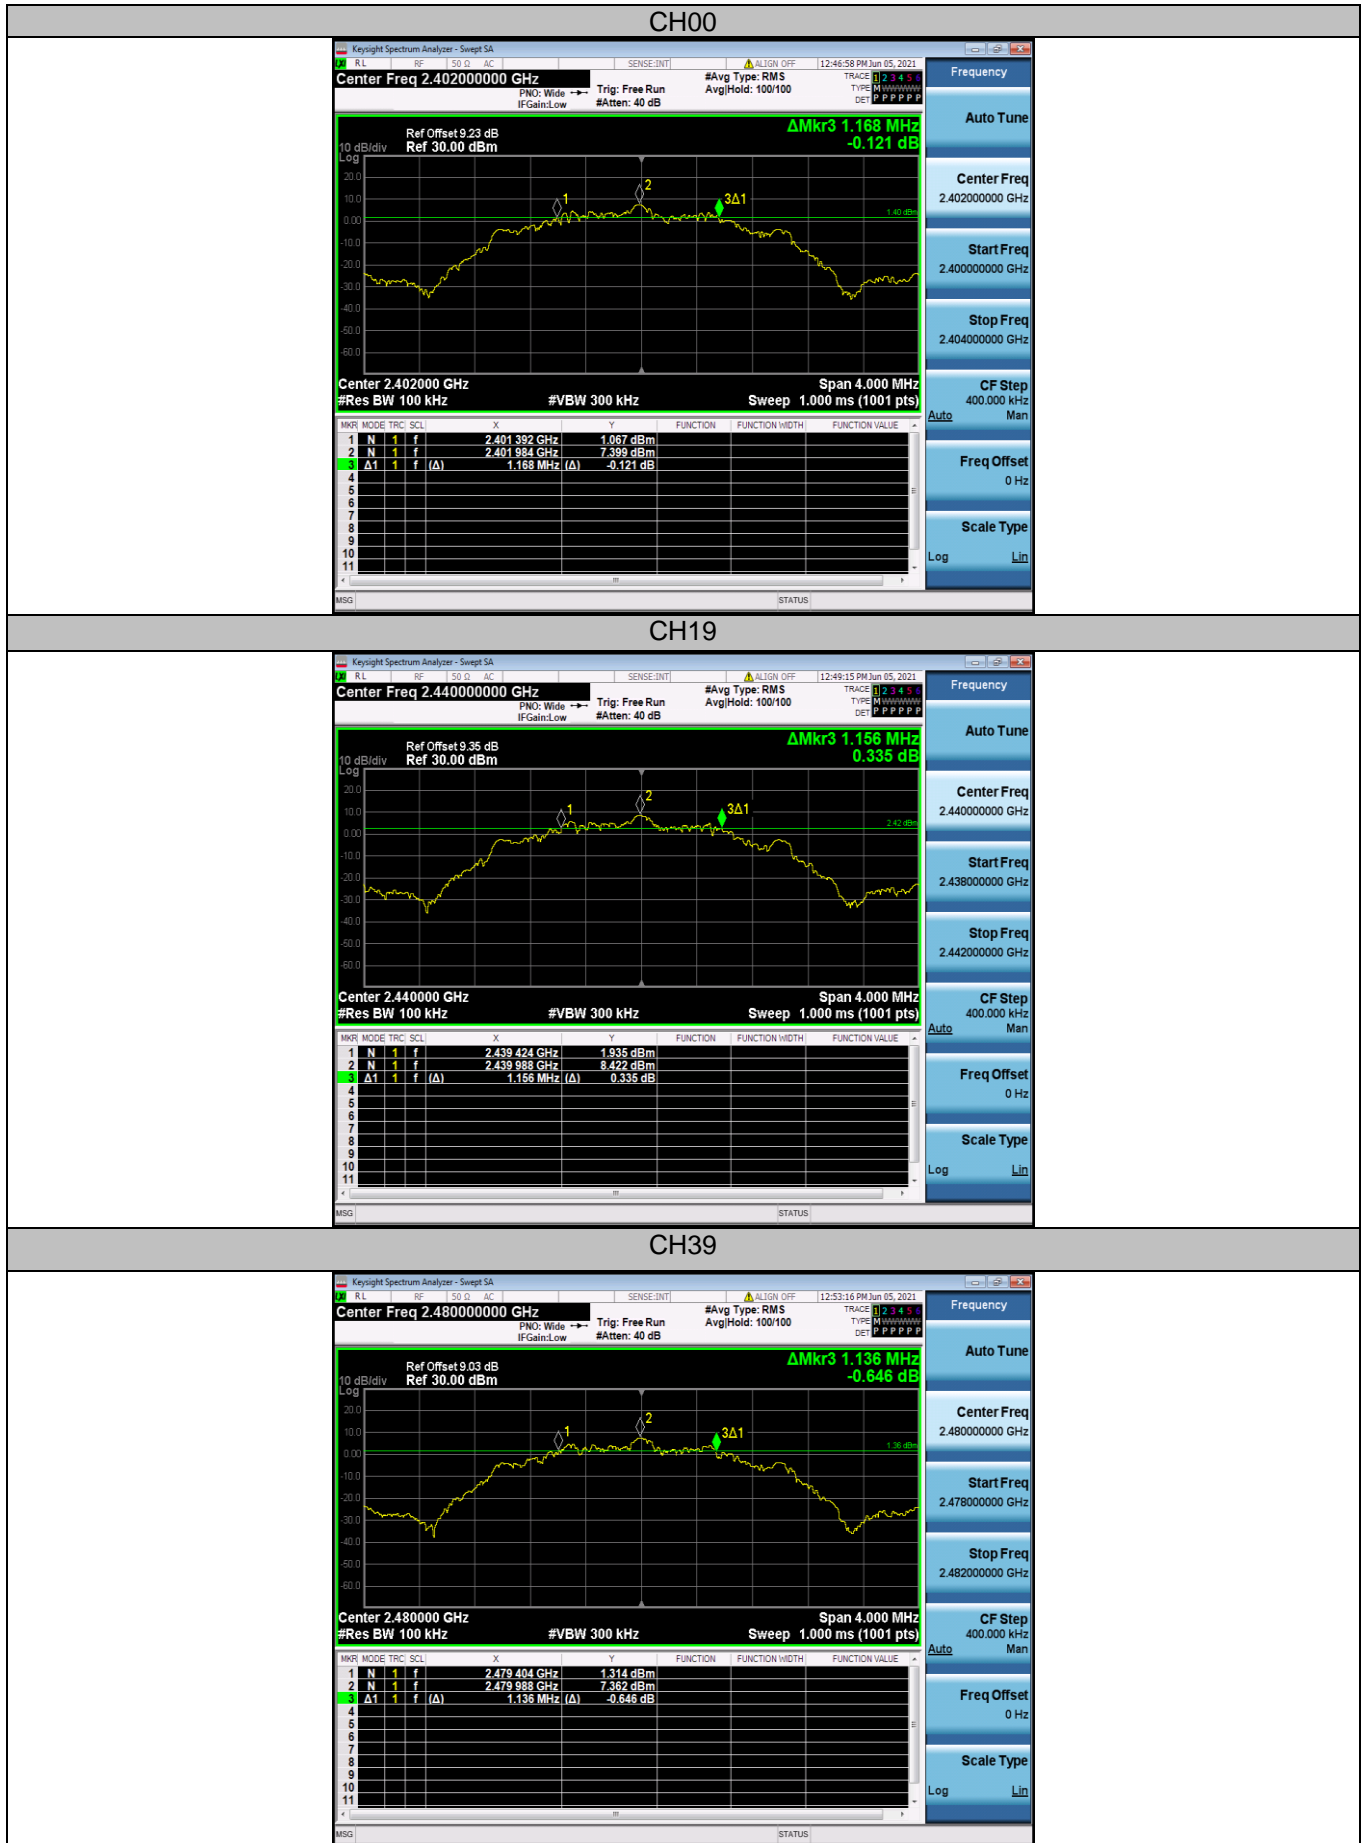 CH00
Keysight Spectrum Analyzer - Swept SA
RL RF 50 Ω AC SENSE:INT ALIGN OFF 12:46:58 PM Jun 05, 2021
Center Freq 2.402000000 GHz
PNO: Wide Trig: Free Run
IFGain:Low #Atten: 40 dB
#Avg Type: RMS
Avg|Hold: 100/100
TRACE 1 2 3 4 5 6
TYPE M WWWWW
DET P P P P P P
Frequency
ΔMkr3 1.168 MHz
-0.121 dB
Ref Offset 9.23 dB
10 dB/div Ref 30.00 dBm
Log
20.0
10.0
0.00
-10.0
-20.0
-30.0
-40.0
-50.0
-60.0
1
2
3Δ1
1.40 dBm
Center 2.402000 GHz Span 4.000 MHz
#Res BW 100 kHz #VBW 300 kHz Sweep 1.000 ms (1001 pts)
MKR MODE TRC SCL X Y FUNCTION FUNCTION WIDTH FUNCTION VALUE
1 N 1 f 2.401 392 GHz 1.067 dBm
2 N 1 f 2.401 984 GHz 7.399 dBm
3 Δ1 1 f (Δ) 1.168 MHz (Δ) -0.121 dB
4
5
6
7
8
9
10
11
MSG STATUS
Auto Tune
Center Freq
2.402000000 GHz
Start Freq
2.400000000 GHz
Stop Freq
2.404000000 GHz
CF Step
400.000 kHz
Auto Man
Freq Offset
0 Hz
Scale Type
Log Lin
CH19
Keysight Spectrum Analyzer - Swept SA
RL RF 50 Ω AC SENSE:INT ALIGN OFF 12:49:15 PM Jun 05, 2021
Center Freq 2.440000000 GHz
PNO: Wide Trig: Free Run
IFGain:Low #Atten: 40 dB
#Avg Type: RMS
Avg|Hold: 100/100
TRACE 1 2 3 4 5 6
TYPE M WWWWW
DET P P P P P P
Frequency
ΔMkr3 1.156 MHz
0.335 dB
Ref Offset 9.35 dB
10 dB/div Ref 30.00 dBm
Log
20.0
10.0
0.00
-10.0
-20.0
-30.0
-40.0
-50.0
-60.0
1
2
3Δ1
2.42 dBm
Center 2.440000 GHz Span 4.000 MHz
#Res BW 100 kHz #VBW 300 kHz Sweep 1.000 ms (1001 pts)
MKR MODE TRC SCL X Y FUNCTION FUNCTION WIDTH FUNCTION VALUE
1 N 1 f 2.439 424 GHz 1.935 dBm
2 N 1 f 2.439 988 GHz 8.422 dBm
3 Δ1 1 f (Δ) 1.156 MHz (Δ) 0.335 dB
4
5
6
7
8
9
10
11
MSG STATUS
Auto Tune
Center Freq
2.440000000 GHz
Start Freq
2.438000000 GHz
Stop Freq
2.442000000 GHz
CF Step
400.000 kHz
Auto Man
Freq Offset
0 Hz
Scale Type
Log Lin
CH39
Keysight Spectrum Analyzer - Swept SA
RL RF 50 Ω AC SENSE:INT ALIGN OFF 12:53:16 PM Jun 05, 2021
Center Freq 2.480000000 GHz
PNO: Wide Trig: Free Run
IFGain:Low #Atten: 40 dB
#Avg Type: RMS
Avg|Hold: 100/100
TRACE 1 2 3 4 5 6
TYPE M WWWWW
DET P P P P P P
Frequency
ΔMkr3 1.136 MHz
-0.646 dB
Ref Offset 9.03 dB
10 dB/div Ref 30.00 dBm
Log
20.0
10.0
0.00
-10.0
-20.0
-30.0
-40.0
-50.0
-60.0
1
2
3Δ1
1.36 dBm
Center 2.480000 GHz Span 4.000 MHz
#Res BW 100 kHz #VBW 300 kHz Sweep 1.000 ms (1001 pts)
MKR MODE TRC SCL X Y FUNCTION FUNCTION WIDTH FUNCTION VALUE
1 N 1 f 2.479 404 GHz 1.314 dBm
2 N 1 f 2.479 988 GHz 7.362 dBm
3 Δ1 1 f (Δ) 1.136 MHz (Δ) -0.646 dB
4
5
6
7
8
9
10
11
MSG STATUS
Auto Tune
Center Freq
2.480000000 GHz
Start Freq
2.478000000 GHz
Stop Freq
2.482000000 GHz
CF Step
400.000 kHz
Auto Man
Freq Offset
0 Hz
Scale Type
Log Lin